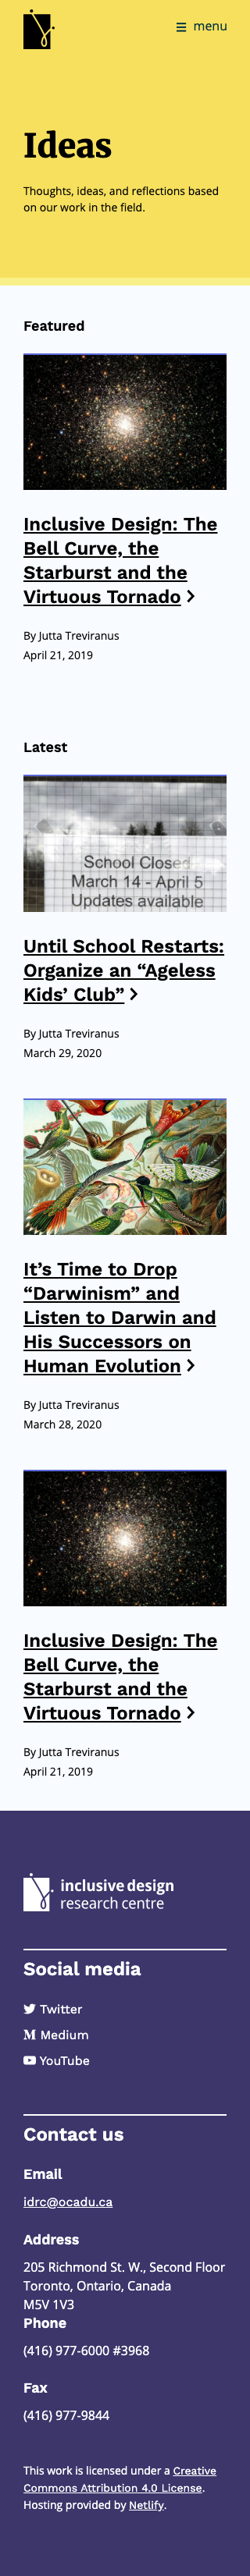 menu
Ideas
Thoughts, ideas, and reflections based
on our work in the field.
Featured
Inclusive Design: The
Bell Curve, the
Starburst and the
Virtuous Tornado
By Jutta Treviranus
April 21, 2019
Latest
School Closed
March 14 - April 5
Updates available
Until School Restarts:
Organize an “Ageless
Kids’ Club”
By Jutta Treviranus
March 29, 2020
It’s Time to Drop
“Darwinism” and
Listen to Darwin and
His Successors on
Human Evolution
By Jutta Treviranus
March 28, 2020
Inclusive Design: The
Bell Curve, the
Starburst and the
Virtuous Tornado
By Jutta Treviranus
April 21, 2019
inclusive design
research centre
Social media
Twitter
Medium
YouTube
Contact us
Email
idrc@ocadu.ca
Address
205 Richmond St. W., Second Floor
Toronto, Ontario, Canada
M5V 1V3
Phone
(416) 977-6000 #3968
Fax
(416) 977-9844
This work is licensed under a Creative
Commons Attribution 4.0 License.
Hosting provided by Netlify.